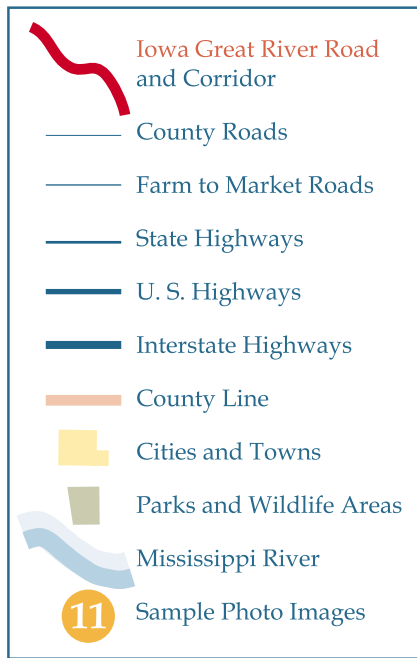 Iowa Great River Road
and Corridor
County Roads
Farm to Market Roads
State Highways
U. S. Highways
Interstate Highways
County Line
Cities and Towns
Parks and Wildlife Areas
Mississippi River
11 Sample Photo Images